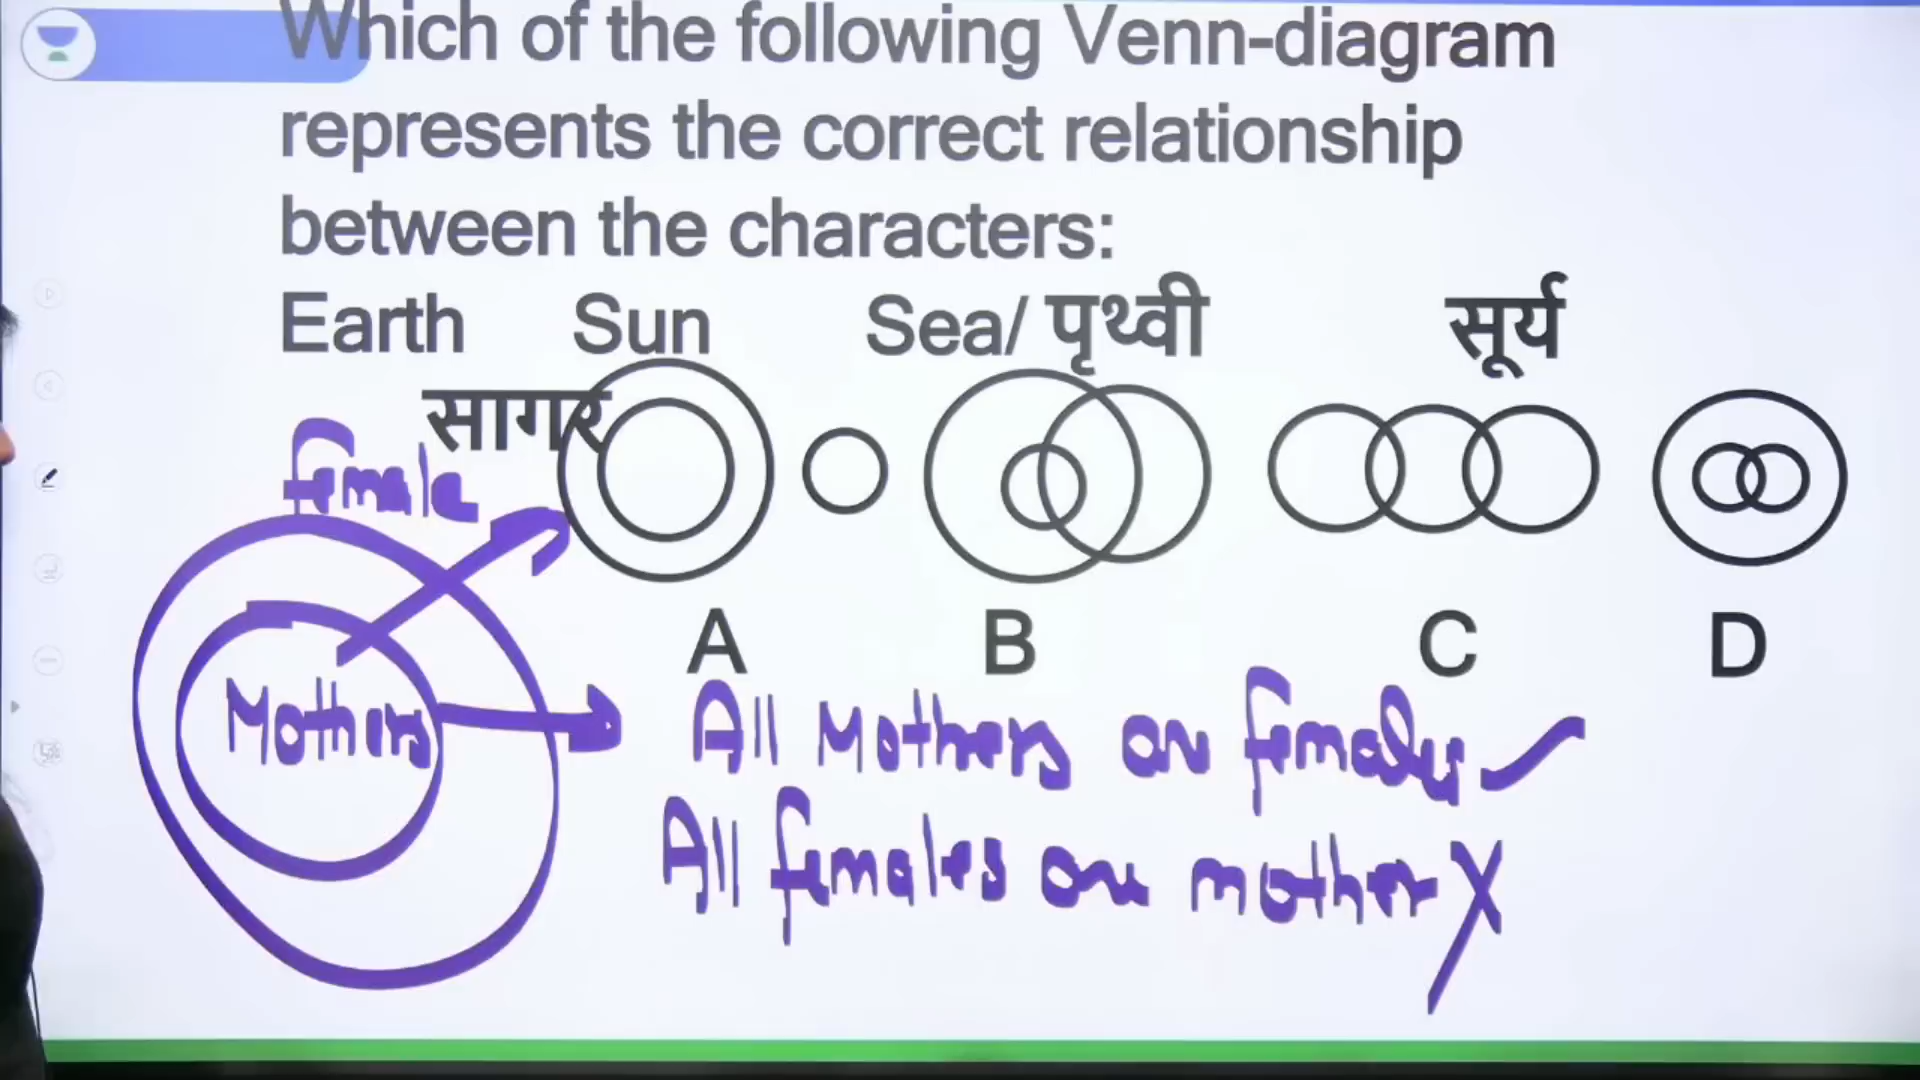 Which of the following Venn-diagram
represents the correct relationship
between the characters:
Earth Sun Sea/ पृथ्वी सूर्य
सागर
female
A B C D
Mothers
All Mothers are females
All females are mother